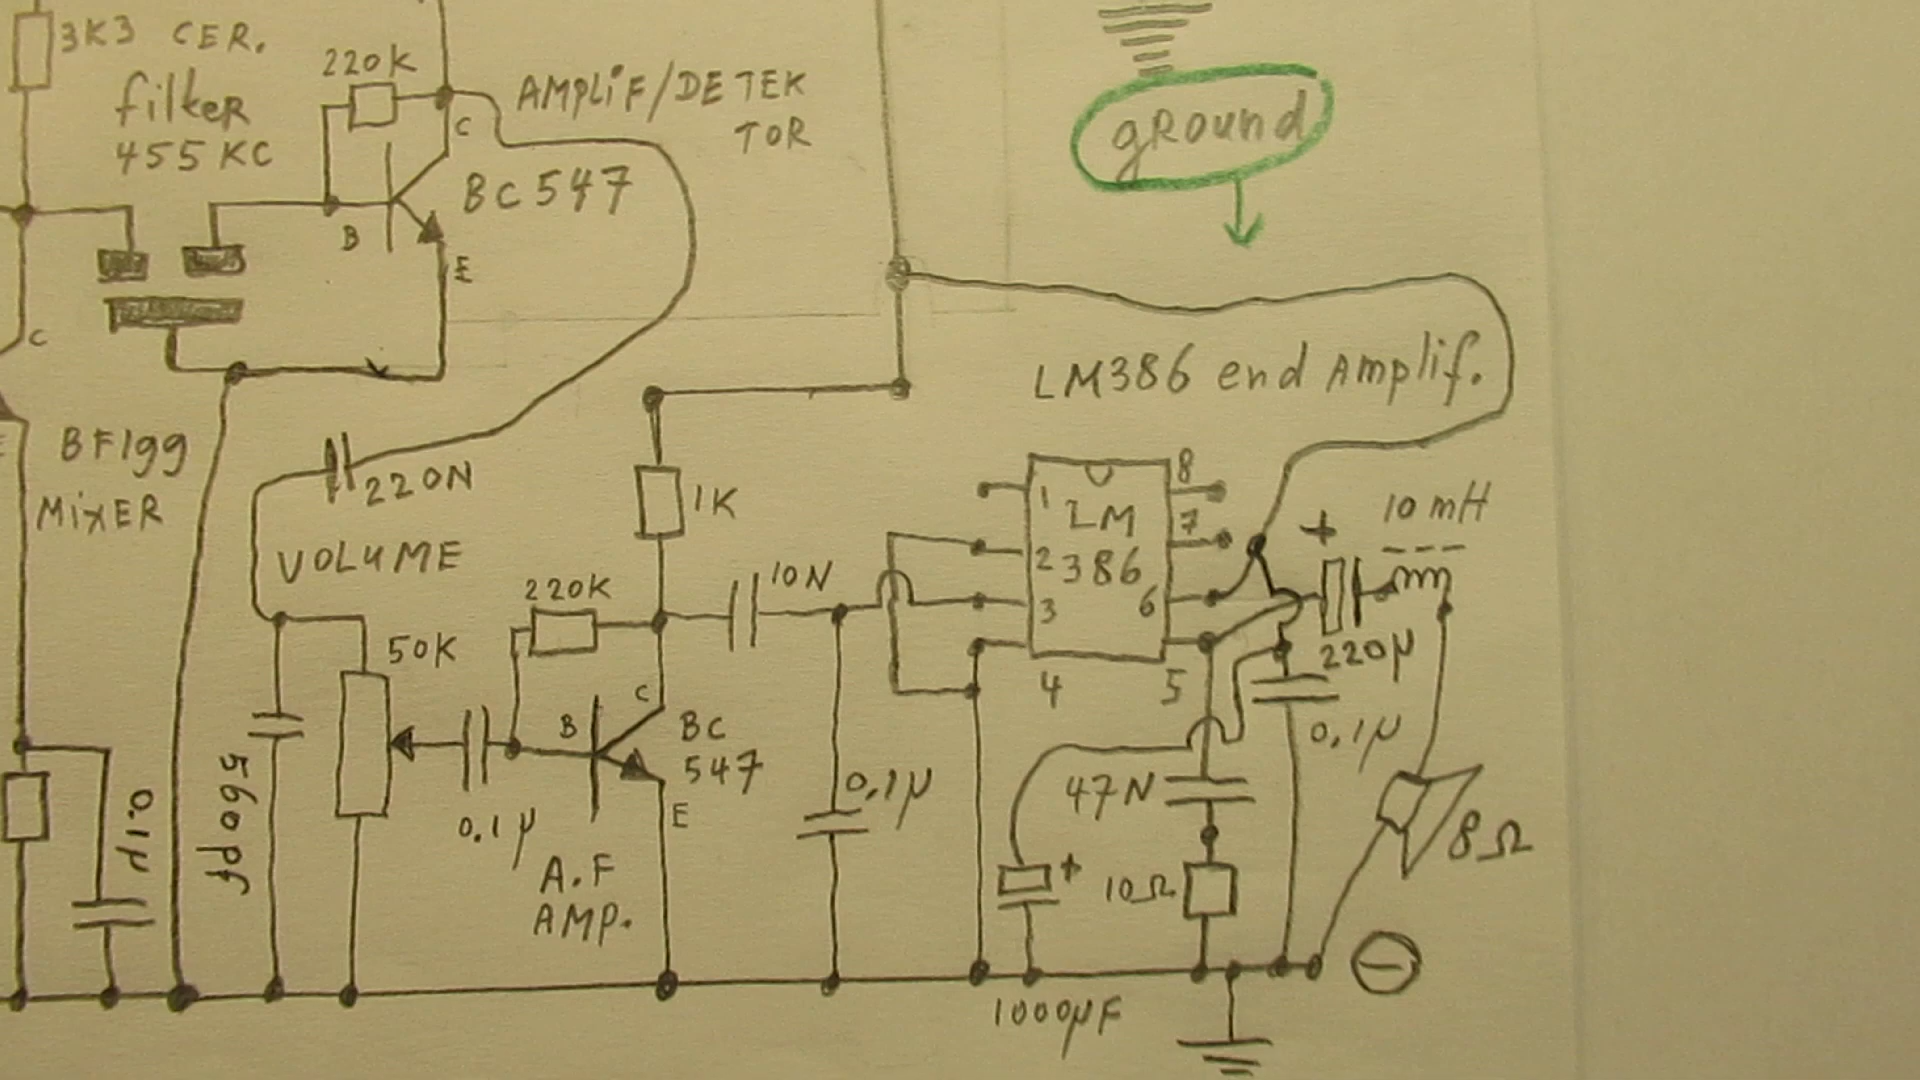 3K3 CER.
filter
455 KC
220K
AMPLiF/DETEK
TOR
ground
C
BC547
B
E
C
E
BF199
MiXER
220N
LM386 end AMplif.
1K
VOLUME
220K
10N
50K
1
2
3
4
LM
386
8
7
6
5
+
10 mH
220µ
0,1µ
C
B
BC
547
E
0.1µ
A.F
AMP.
560pf
0.1µ
0,1µ
47N
+
10Ω
8Ω
1000µF
−